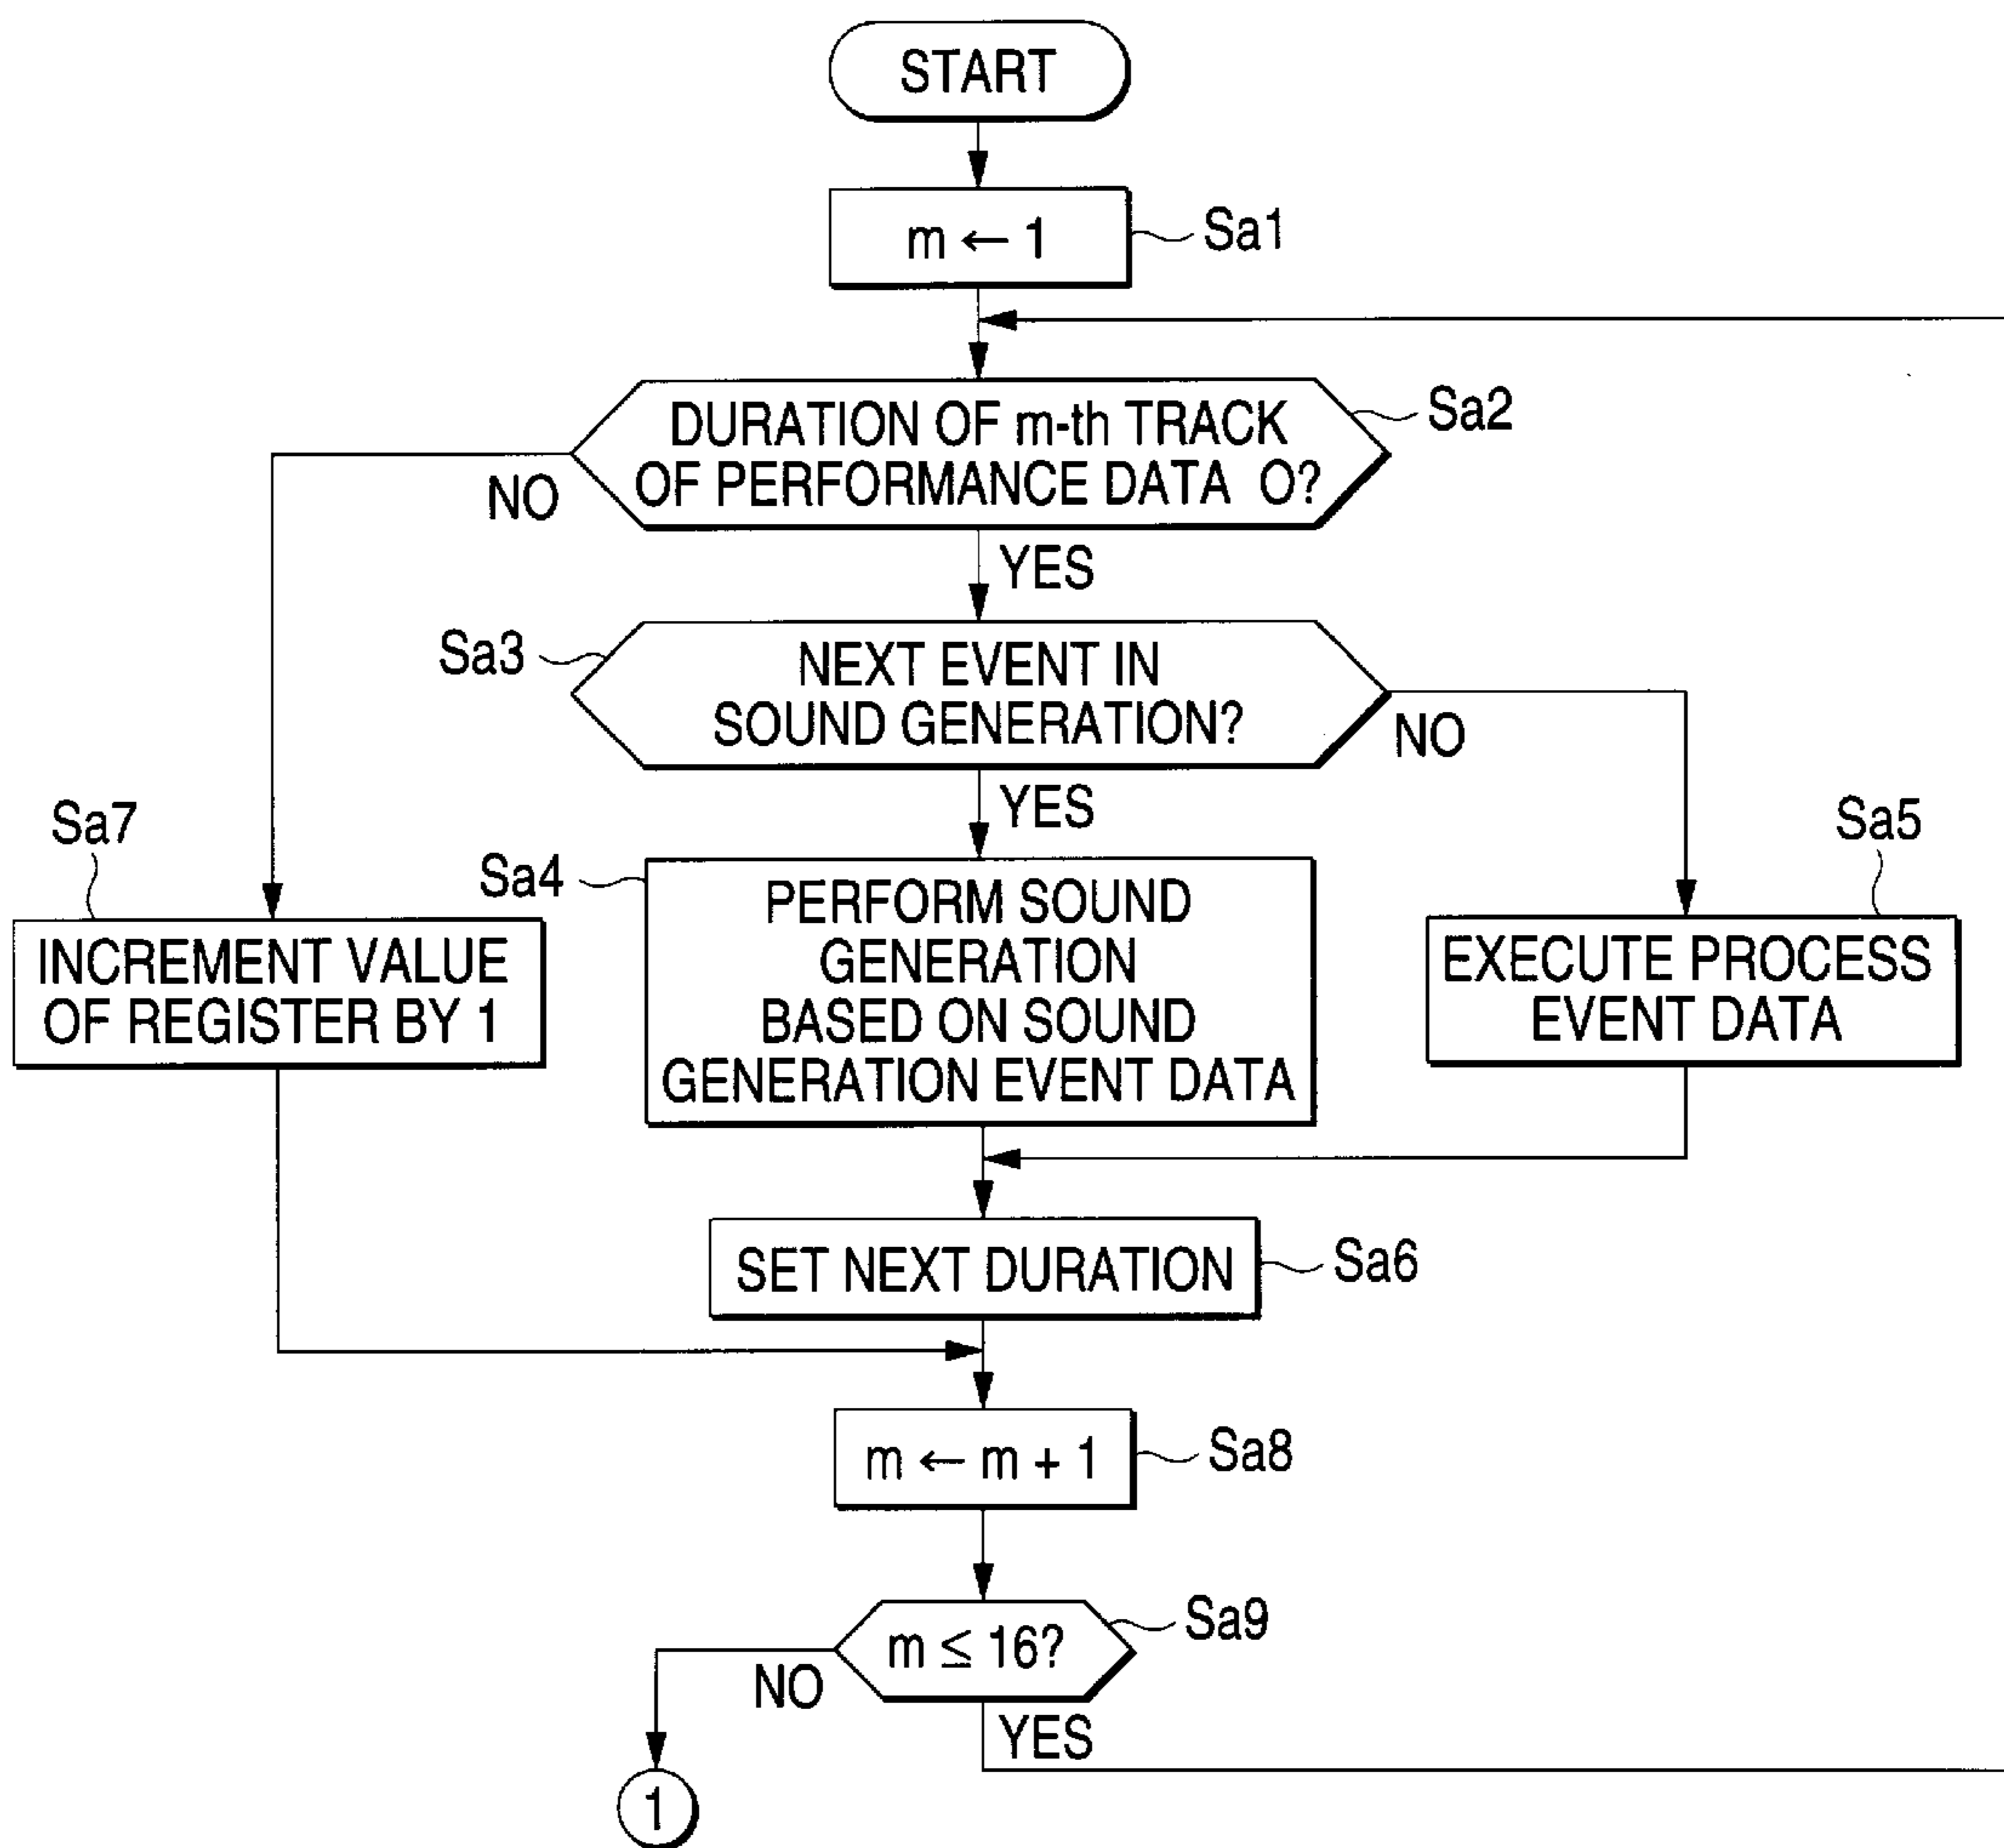 START
m ← 1
Sa1
DURATION OF m-th TRACK
OF PERFORMANCE DATA O?
Sa2
NO
YES
Sa3
NEXT EVENT IN
SOUND GENERATION?
NO
YES
Sa7
INCREMENT VALUE
OF REGISTER BY 1
Sa4
PERFORM SOUND
GENERATION
BASED ON SOUND
GENERATION EVENT DATA
Sa5
EXECUTE PROCESS
EVENT DATA
SET NEXT DURATION
Sa6
m ← m + 1
Sa8
m ≤ 16?
Sa9
NO
YES
1